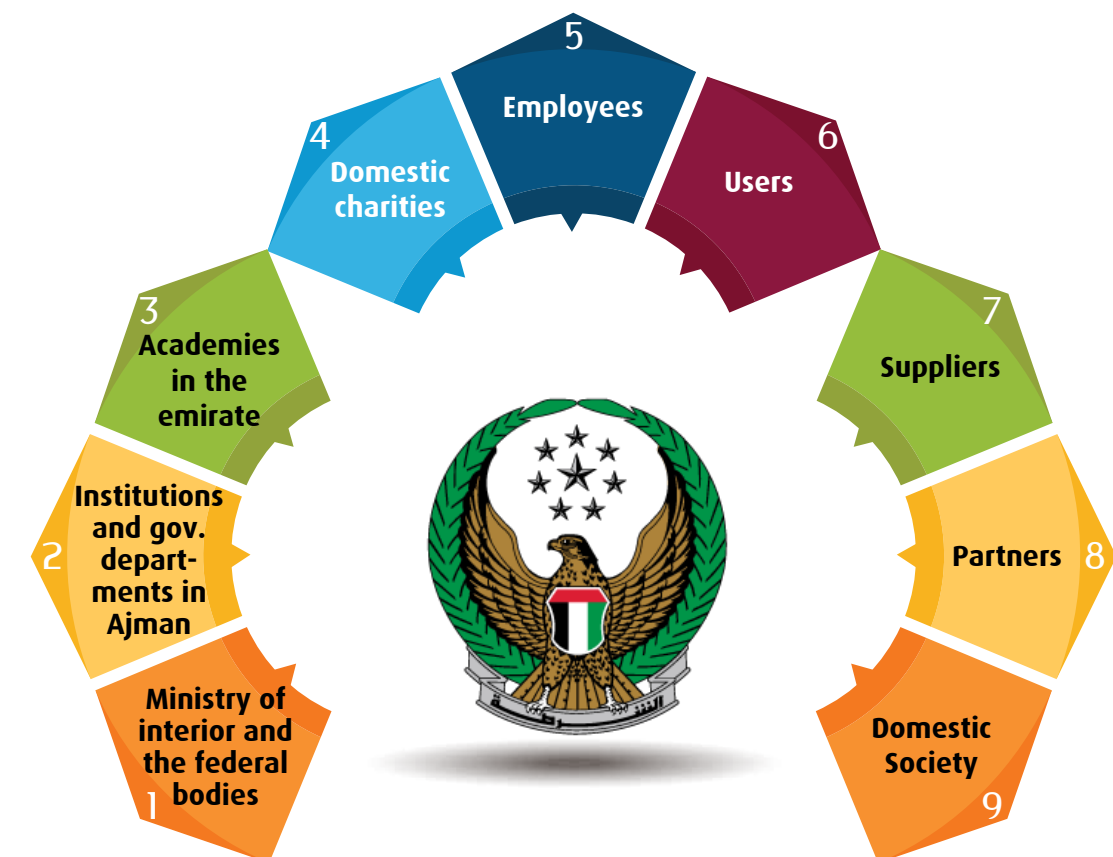 1
Ministry of
interior and
the federal
bodies
2
Institutions
and gov.
depart-
ments in
Ajman
3
Academies
in the
emirate
4
Domestic
charities
5
Employees
6
Users
7
Suppliers
8
Partners
9
Domestic
Society
الشرطة